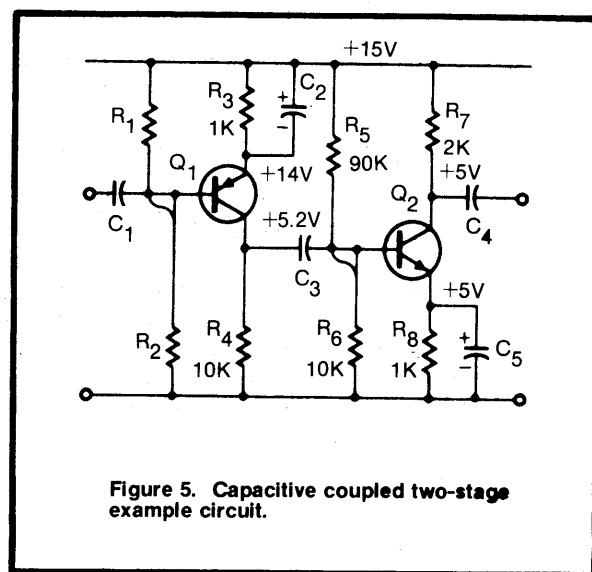 +15V
R1
R3
1K
+
C2
−
R5
90K
R7
2K
Q1
+14V
+5V
Q2
C1
+5.2V
C3
C4
+5V
R2
R4
10K
R6
10K
R8
1K
+
−
C5
Figure 5. Capacitive coupled two-stage
example circuit.